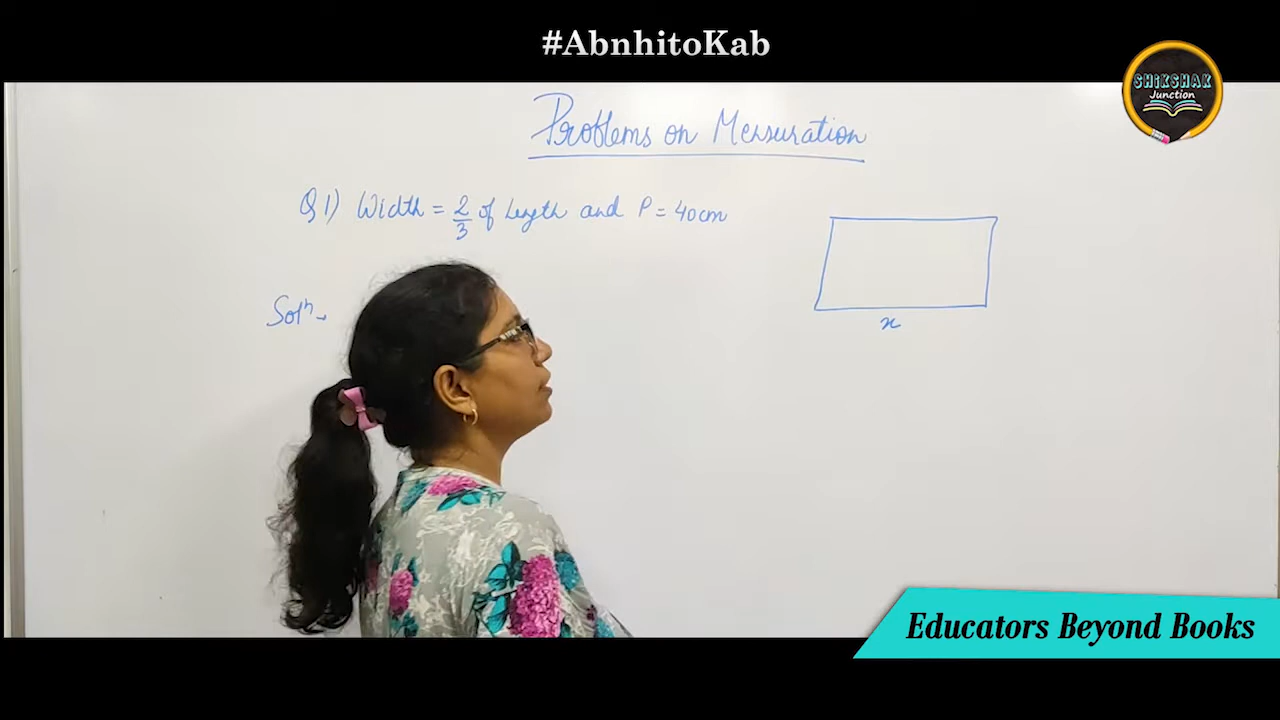 #AbnhitoKab
SHIKSHAK
Junction
Problems on Mensuration
Q1) Width = 2/3 of length and P = 40cm
Solⁿ-
x
Educators Beyond Books